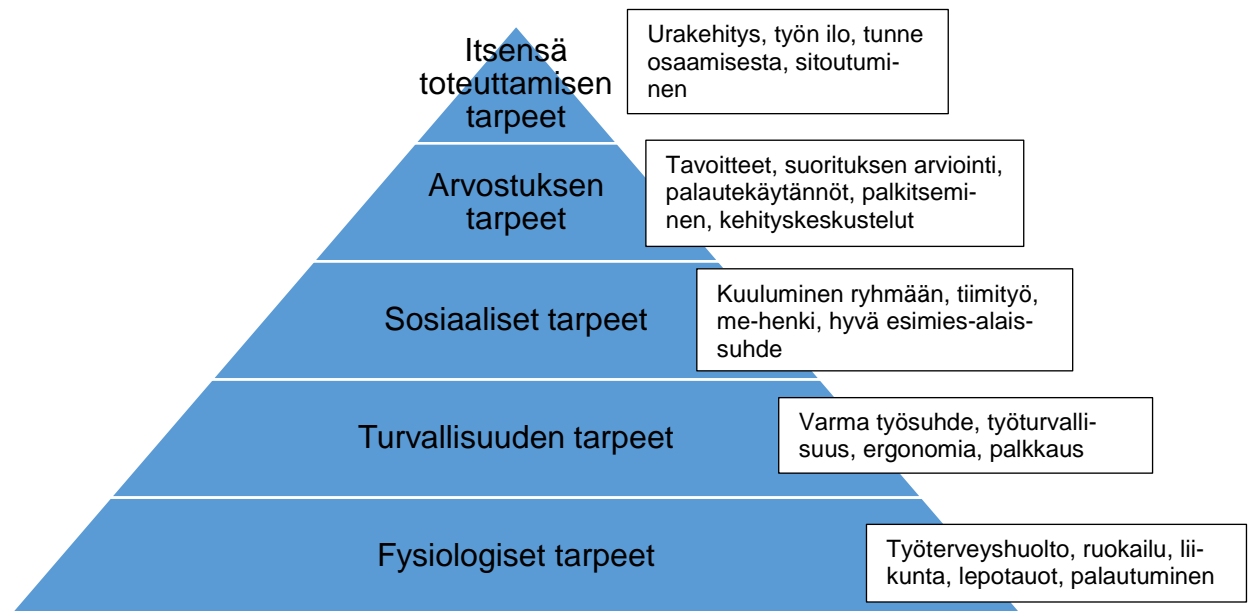 Itsensä
toteuttamisen
tarpeet
Urakehitys, työn ilo, tunne
osaamisesta, sitoutumi-
nen
Arvostuksen
tarpeet
Tavoitteet, suorituksen arviointi,
palautekäytännöt, palkitsemi-
nen, kehityskeskustelut
Sosiaaliset tarpeet
Kuuluminen ryhmään, tiimityö,
me-henki, hyvä esimies-alais-
suhde
Turvallisuuden tarpeet
Varma työsuhde, työturvalli-
suus, ergonomia, palkkaus
Fysiologiset tarpeet
Työterveyshuolto, ruokailu, lii-
kunta, lepotauot, palautuminen